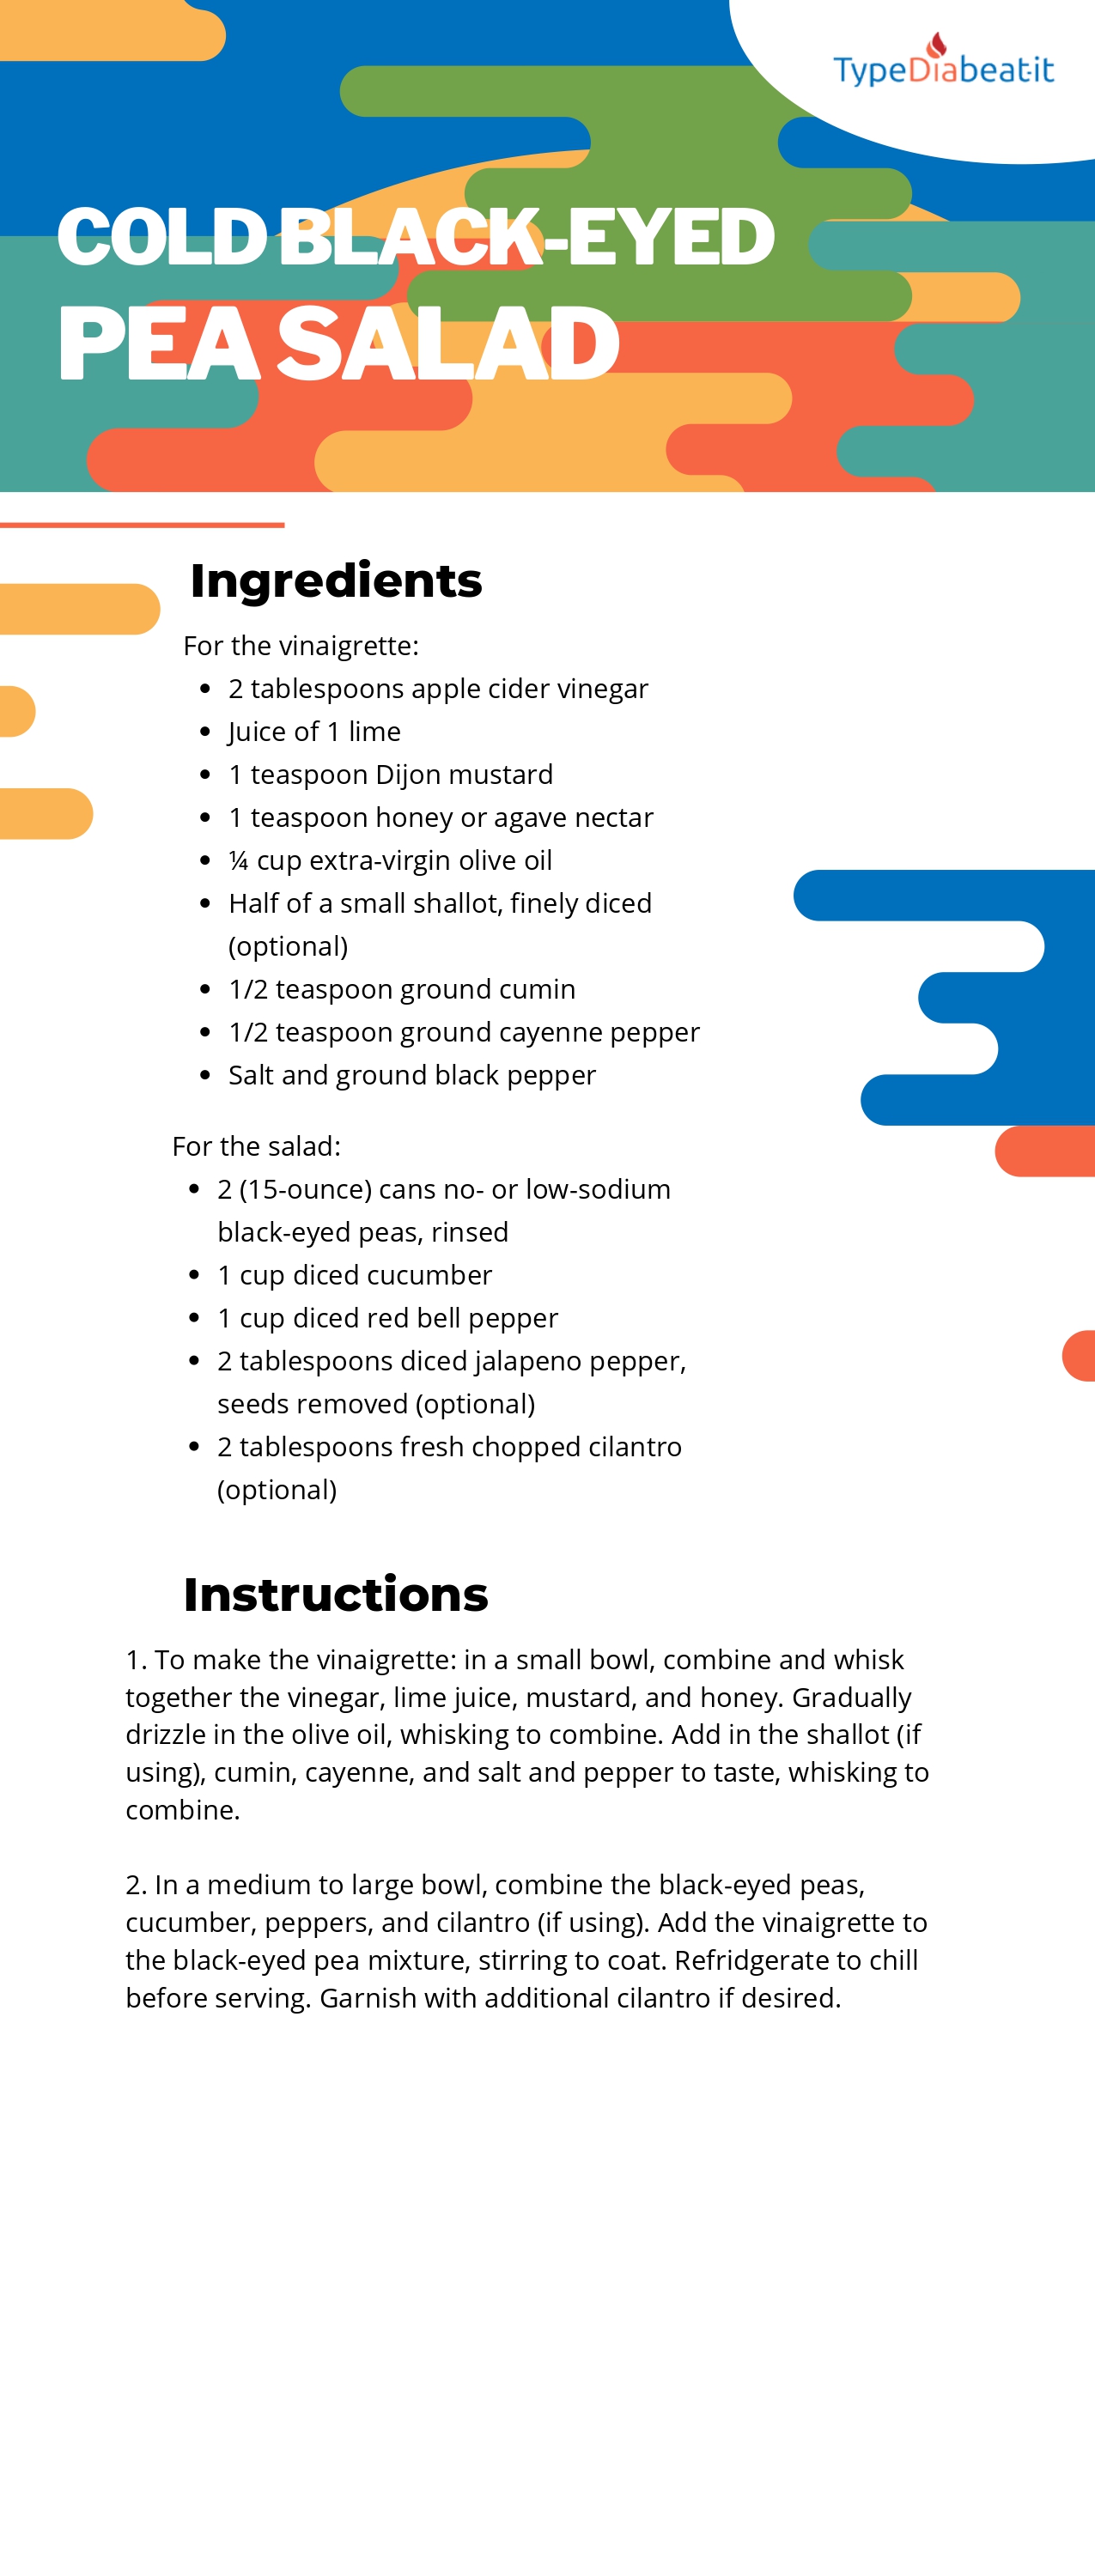 TypeDiabeat·it
COLD BLACK-EYED
PEA SALAD
Ingredients
For the vinaigrette:
• 2 tablespoons apple cider vinegar
• Juice of 1 lime
• 1 teaspoon Dijon mustard
• 1 teaspoon honey or agave nectar
• ¼ cup extra-virgin olive oil
• Half of a small shallot, finely diced
(optional)
• 1/2 teaspoon ground cumin
• 1/2 teaspoon ground cayenne pepper
• Salt and ground black pepper
For the salad:
• 2 (15-ounce) cans no- or low-sodium
black-eyed peas, rinsed
• 1 cup diced cucumber
• 1 cup diced red bell pepper
• 2 tablespoons diced jalapeno pepper,
seeds removed (optional)
• 2 tablespoons fresh chopped cilantro
(optional)
Instructions
1. To make the vinaigrette: in a small bowl, combine and whisk
together the vinegar, lime juice, mustard, and honey. Gradually
drizzle in the olive oil, whisking to combine. Add in the shallot (if
using), cumin, cayenne, and salt and pepper to taste, whisking to
combine.
2. In a medium to large bowl, combine the black-eyed peas,
cucumber, peppers, and cilantro (if using). Add the vinaigrette to
the black-eyed pea mixture, stirring to coat. Refridgerate to chill
before serving. Garnish with additional cilantro if desired.